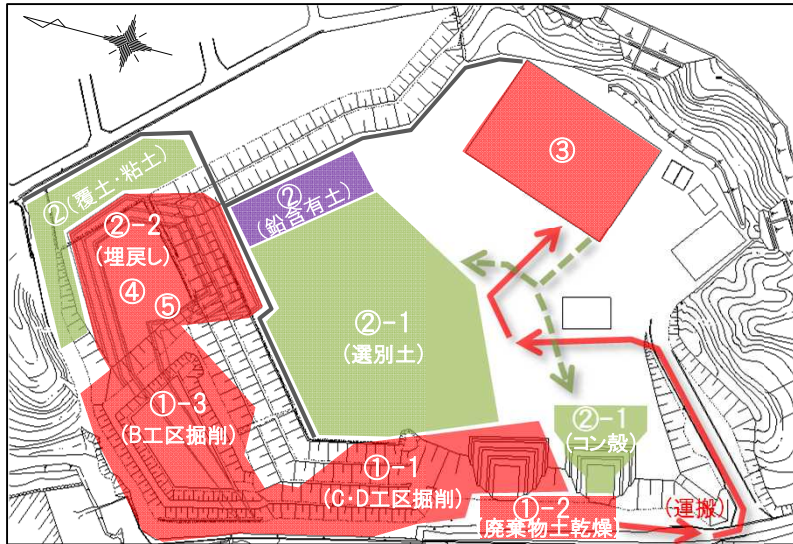 ③
②(覆土・粘土)
②
(鉛含有土)
②-2
(埋戻し)
④
⑤
②-1
(選別土)
①-3
(B工区掘削)
②-1
(コン殻)
①-1
(C・D工区掘削)
①-2
(廃棄物土乾燥)
(運搬)